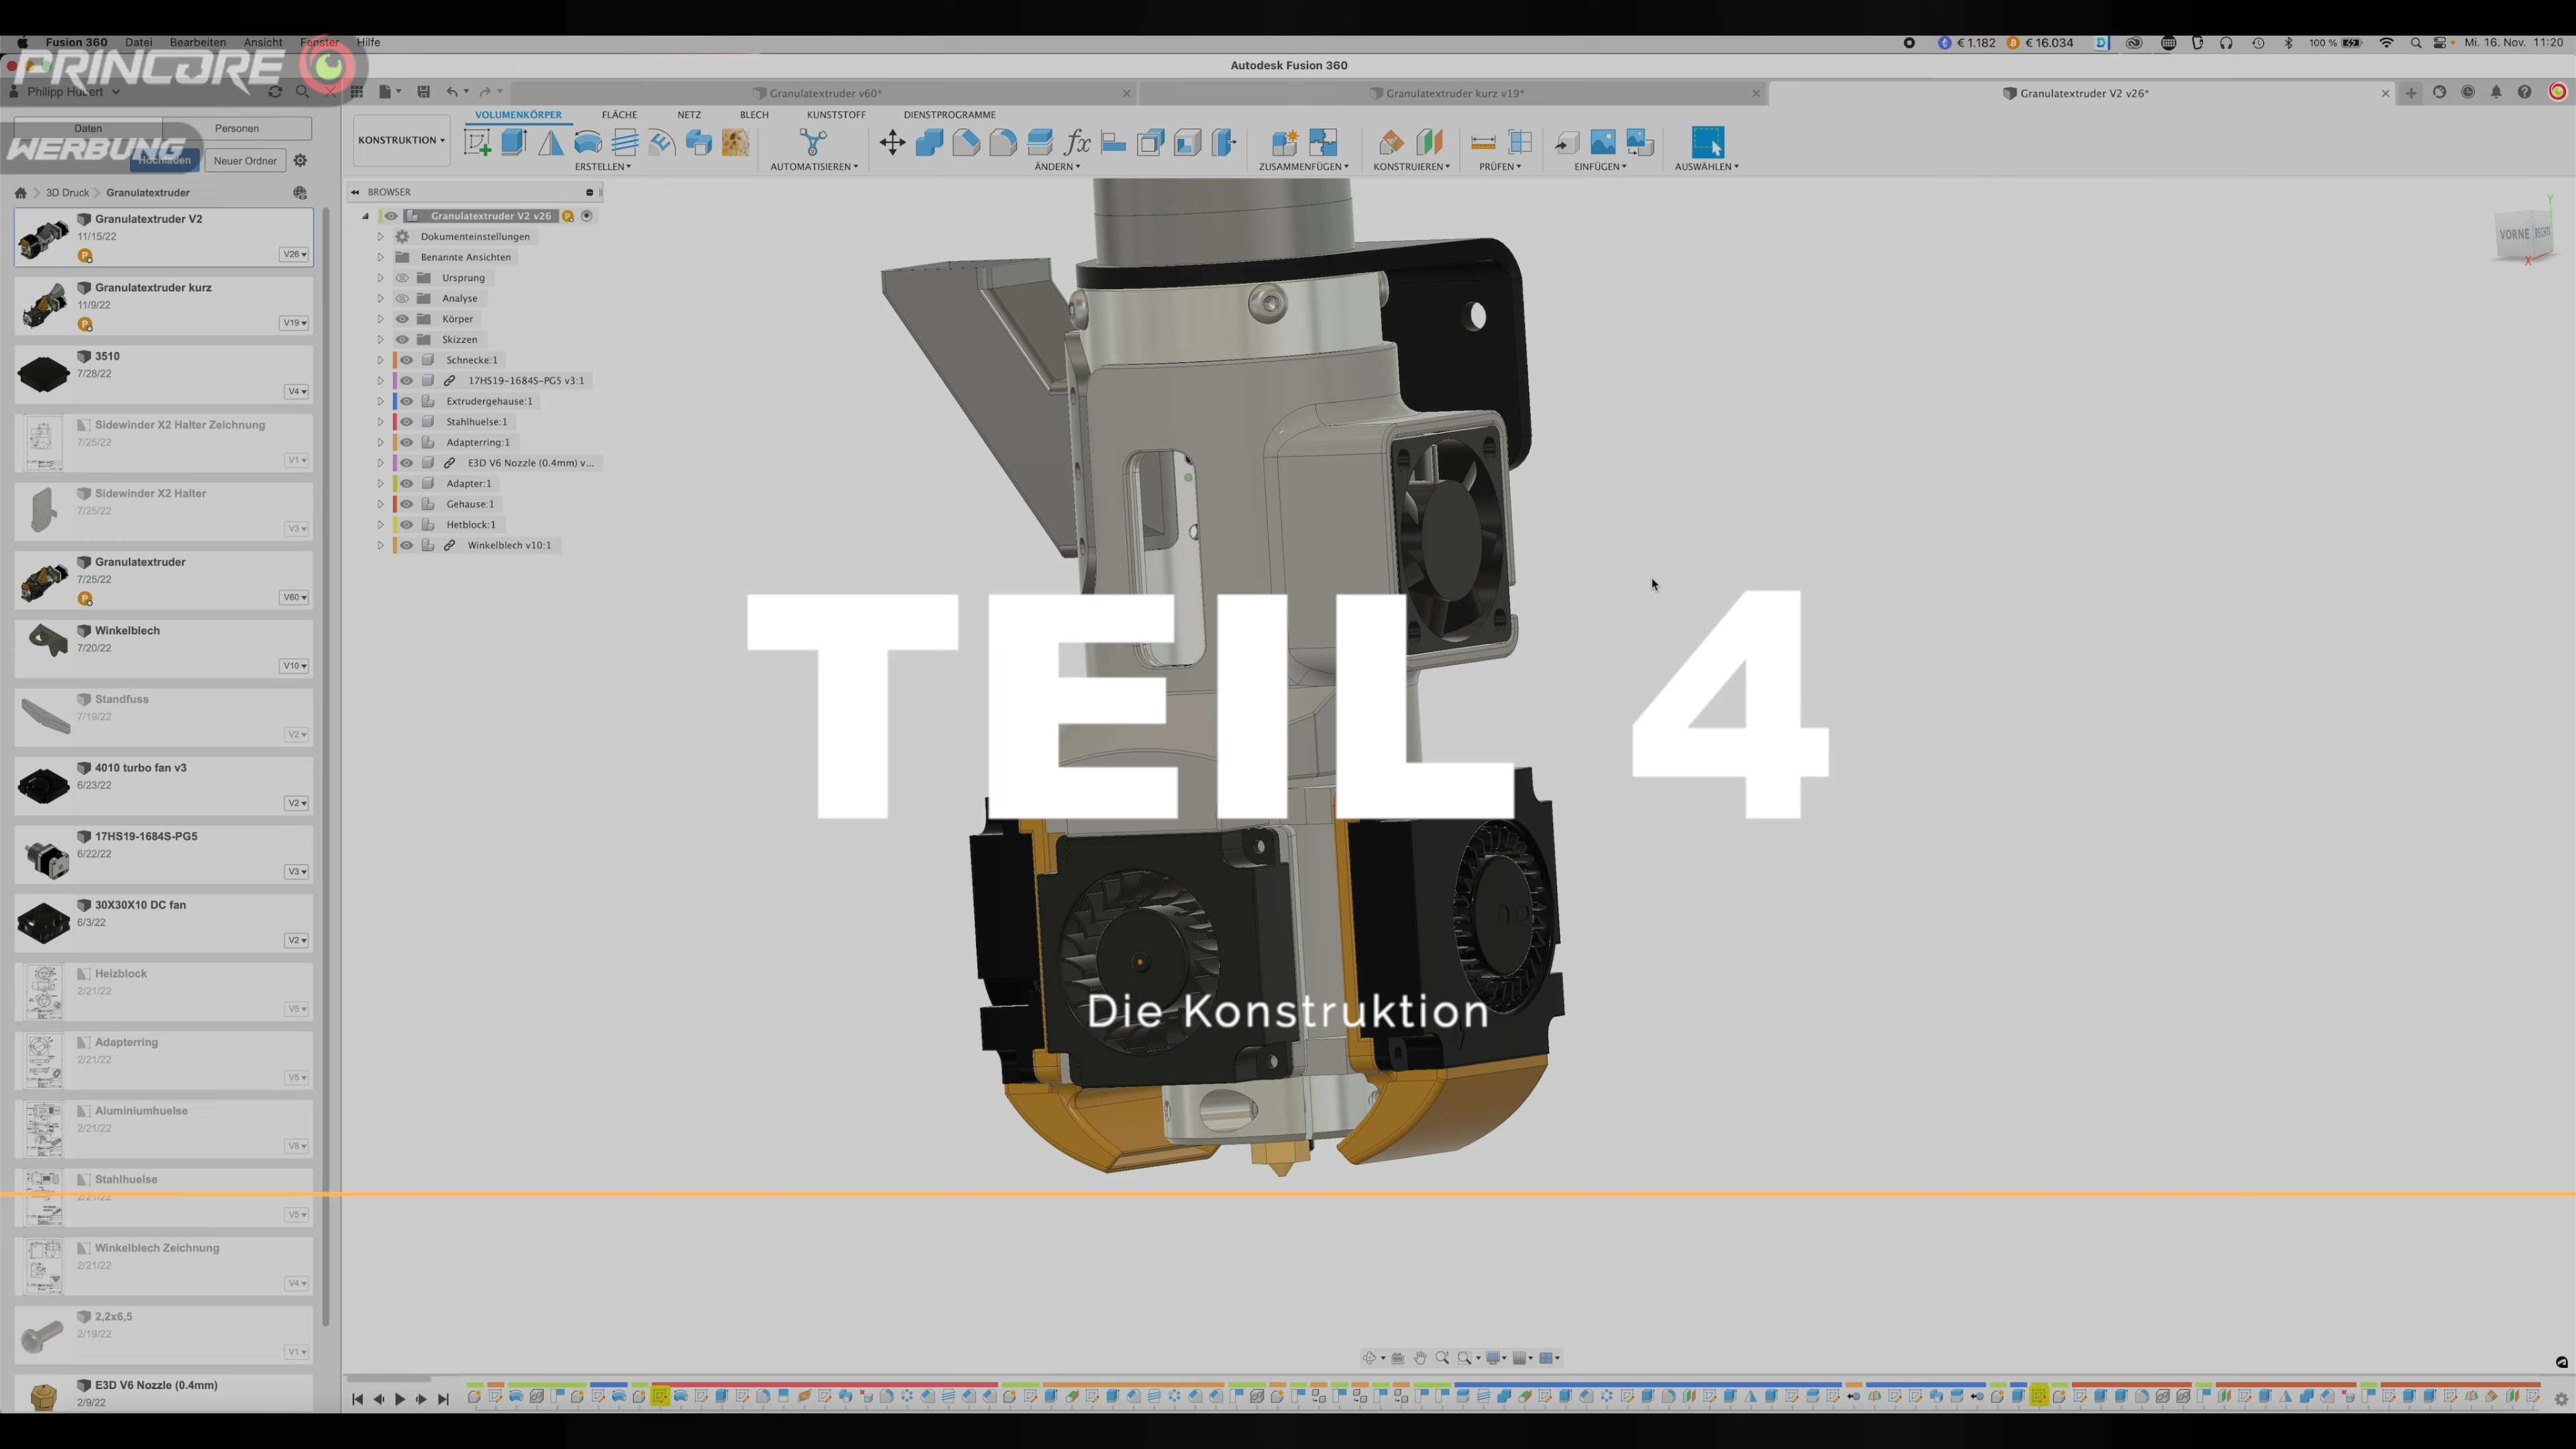 Fusion 360 Datei Bearbeiten Ansicht Fenster Hilfe
€ 1.182 € 16.034 100 % Mi. 16. Nov. 11:20
PRINCORE
Autodesk Fusion 360
Philipp Hubert
Granulatextruder v60*
Granulatextruder kurz v19*
Granulatextruder V2 v26*
VOLUMENKÖRPER FLÄCHE NETZ BLECH KUNSTSTOFF DIENSTPROGRAMME
Daten Personen
KONSTRUKTION
WERBUNG
Hochladen Neuer Ordner
ERSTELLEN AUTOMATISIEREN ÄNDERN ZUSAMMENFÜGEN KONSTRUIEREN PRÜFEN EINFÜGEN AUSWÄHLEN
3D Druck Granulatextruder
BROWSER
Granulatextruder V2
11/15/22
V26
Granulatextruder kurz
11/9/22
V19
3510
7/28/22
V4
Sidewinder X2 Halter Zeichnung
7/25/22
V1
Sidewinder X2 Halter
7/25/22
V3
Granulatextruder
7/25/22
V60
Winkelblech
7/20/22
V10
Standfuss
7/19/22
V2
4010 turbo fan v3
6/23/22
V2
17HS19-1684S-PG5
6/22/22
V3
30X30X10 DC fan
6/3/22
V2
Heizblock
2/21/22
V5
Adapterring
2/21/22
V5
Aluminiumhuelse
2/21/22
V8
Stahlhuelse
2/21/22
V5
Winkelblech Zeichnung
2/21/22
V4
2,2x6,5
2/19/22
V1
E3D V6 Nozzle (0.4mm)
2/9/22
Granulatextruder V2 v26
Dokumenteinstellungen
Benannte Ansichten
Ursprung
Analyse
Körper
Skizzen
Schnecke:1
17HS19-1684S-PG5 v3:1
Extrudergehause:1
Stahlhuelse:1
Adapterring:1
E3D V6 Nozzle (0.4mm) v...
Adapter:1
Gehause:1
Hetblock:1
Winkelblech v10:1
VORNE RECHTS
Y
X
TEIL 4
Die Konstruktion